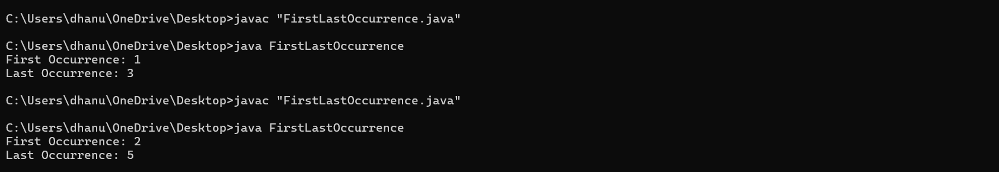 C:\Users\dhanu\OneDrive\Desktop>javac "FirstLastOccurrence.java"
C:\Users\dhanu\OneDrive\Desktop>java FirstLastOccurrence
First Occurrence: 1
Last Occurrence: 3
C:\Users\dhanu\OneDrive\Desktop>javac "FirstLastOccurrence.java"
C:\Users\dhanu\OneDrive\Desktop>java FirstLastOccurrence
First Occurrence: 2
Last Occurrence: 5